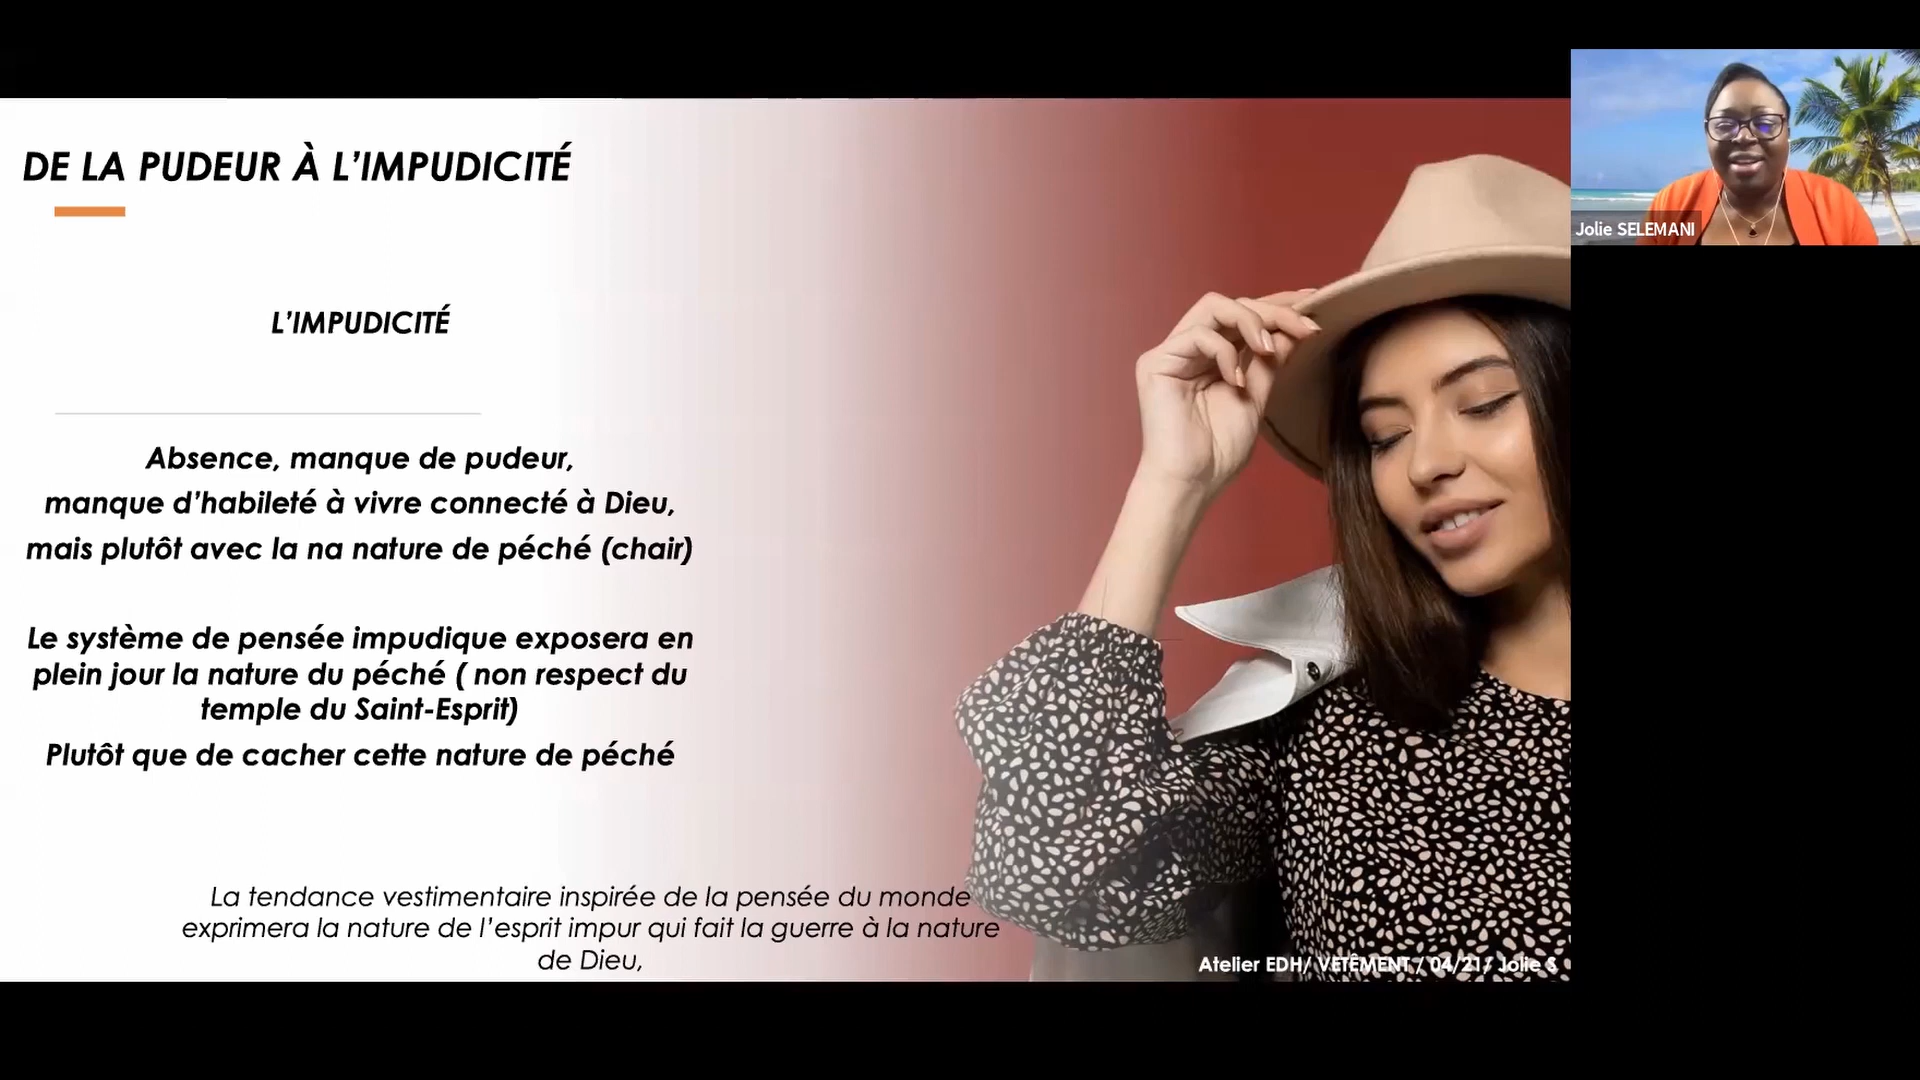 DE LA PUDEUR À L’IMPUDICITÉ
L’IMPUDICITÉ
Absence, manque de pudeur,
manque d’habileté à vivre connecté à Dieu,
mais plutôt avec la na nature de péché (chair)
Le système de pensée impudique exposera en
plein jour la nature du péché ( non respect du
temple du Saint-Esprit)
Plutôt que de cacher cette nature de péché
La tendance vestimentaire inspirée de la pensée du monde
exprimera la nature de l’esprit impur qui fait la guerre à la nature
de Dieu,
Atelier EDH/ VETÊMENT / 04/21/ Jolie S
Jolie SELEMANI